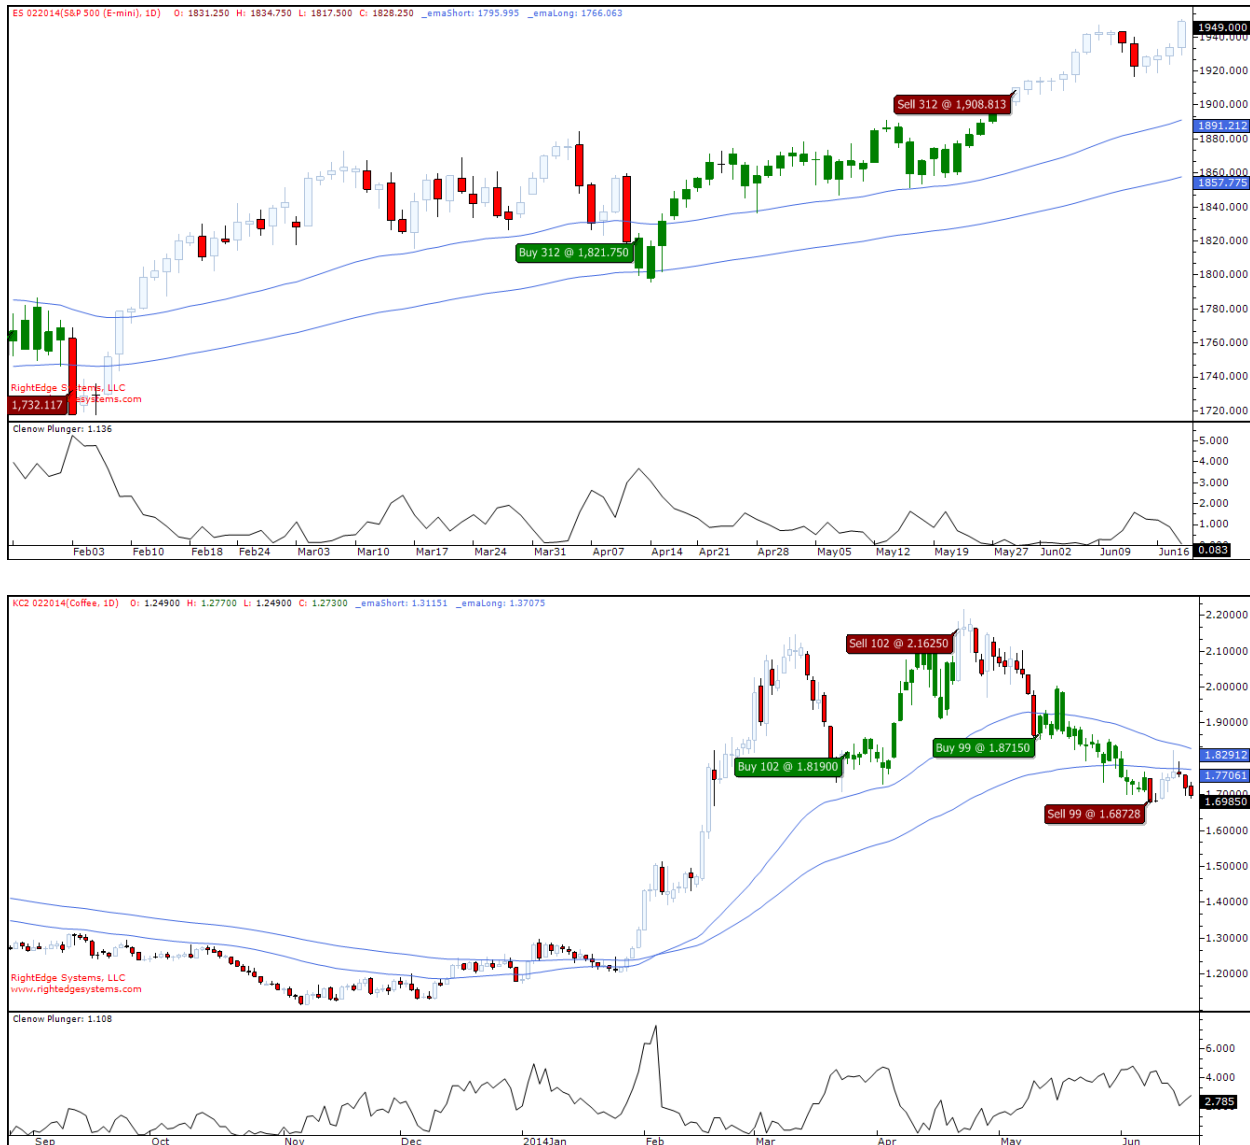 ES 022014(S&P 500 (E-mini), 1D) O: 1831.250 H: 1834.750 L: 1817.500 C: 1828.250 _emaShort: 1795.995 _emaLong: 1766.063
1949.000
1940.000
1920.000
Sell 312 @ 1,908.813
1900.000
1891.212
1880.000
1860.000
1857.775
1840.000
Buy 312 @ 1,821.750
1820.000
1800.000
1780.000
1760.000
1740.000
RightEdge Systems, LLC
esystems.com
1,732.117
1720.000
Clenow Plunger: 1.136
5.000
4.000
3.000
2.000
1.000
0.083
Feb03 Feb10 Feb18 Feb24 Mar03 Mar10 Mar17 Mar24 Mar31 Apr07 Apr14 Apr21 Apr28 May05 May12 May19 May27 Jun02 Jun09 Jun16
KC2 022014(Coffee, 1D) O: 1.24900 H: 1.27700 L: 1.24900 C: 1.27300 _emaShort: 1.31151 _emaLong: 1.37075
2.20000
Sell 102 @ 2.16250
2.10000
2.00000
1.90000
Buy 99 @ 1.87150
1.82912
Buy 102 @ 1.81900
1.77061
1.70000
1.69850
Sell 99 @ 1.68728
1.60000
1.50000
1.40000
1.30000
1.20000
RightEdge Systems, LLC
www.rightedgesystems.com
Clenow Plunger: 1.108
6.000
4.000
2.785
Sep Oct Nov Dec 2014Jan Feb Mar Apr May Jun